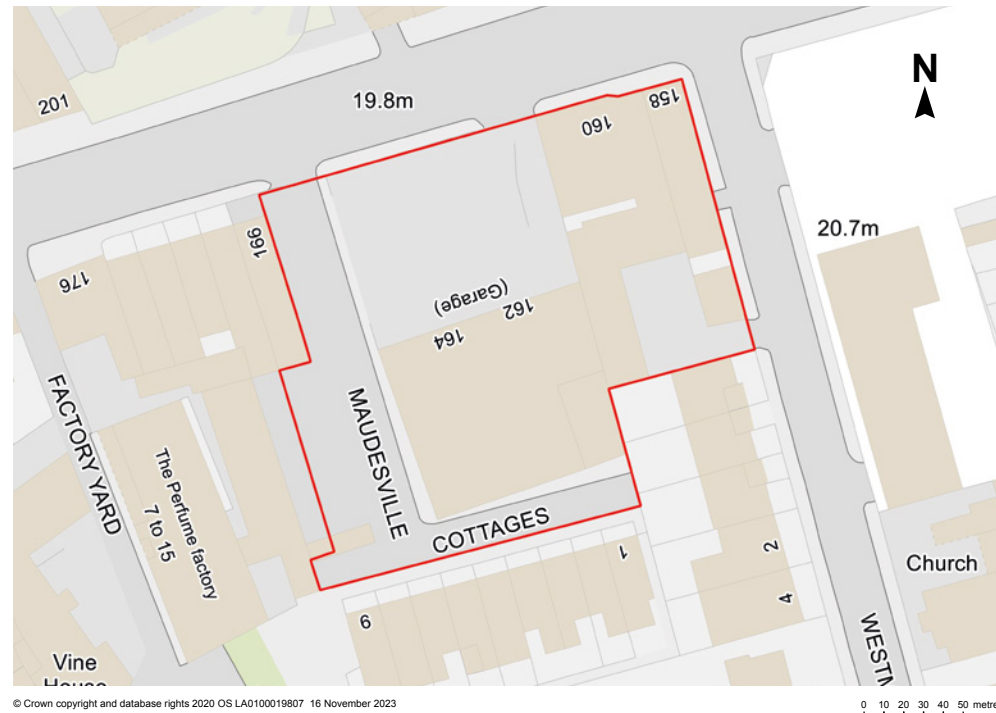 N
201
19.8m
158
160
20.7m
166
176
(Garage)
162
164
FACTORY YARD
MAUDESVILLE
COTTAGES
The Perfume factory
7 to 15
1
2
4
9
Church
WESTM
Vine
House
© Crown copyright and database rights 2020 OS LA0100019807 16 November 2023
0 10 20 30 40 50 metre